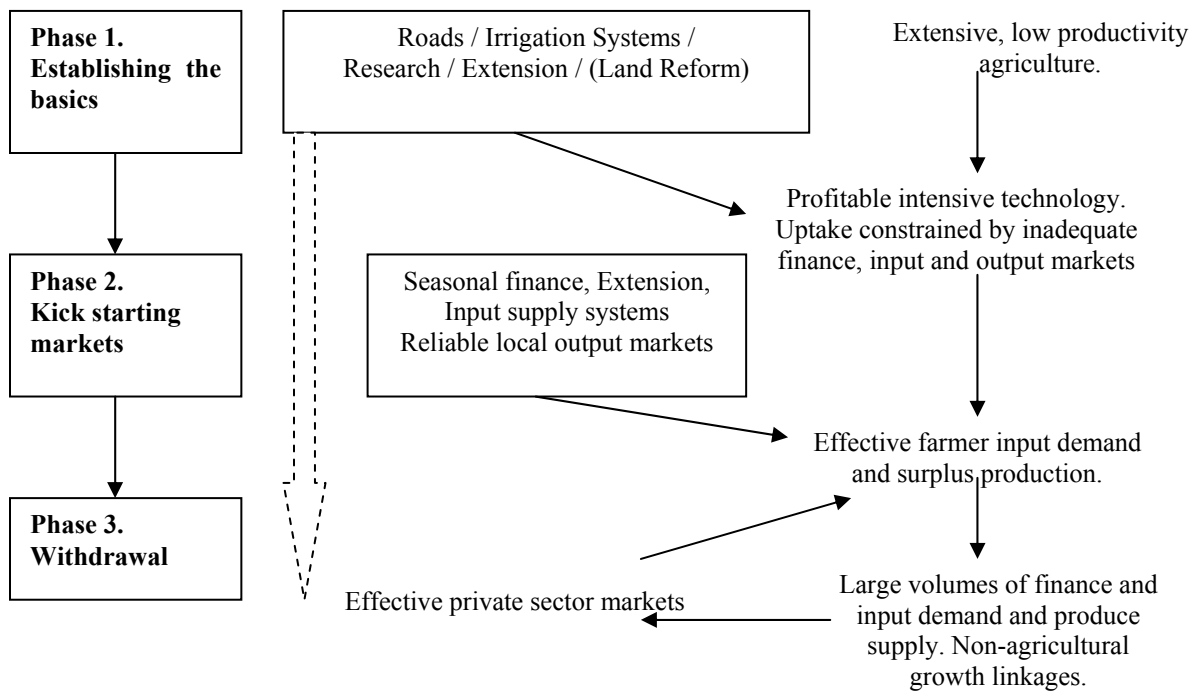 Phase 1.
Establishing the
basics
Roads / Irrigation Systems /
Research / Extension / (Land Reform)
Extensive, low productivity
agriculture.
Profitable intensive technology.
Uptake constrained by inadequate
finance, input and output markets
Phase 2.
Kick starting
markets
Seasonal finance, Extension,
Input supply systems
Reliable local output markets
Effective farmer input demand
and surplus production.
Phase 3.
Withdrawal
Effective private sector markets
Large volumes of finance and
input demand and produce
supply. Non-agricultural
growth linkages.